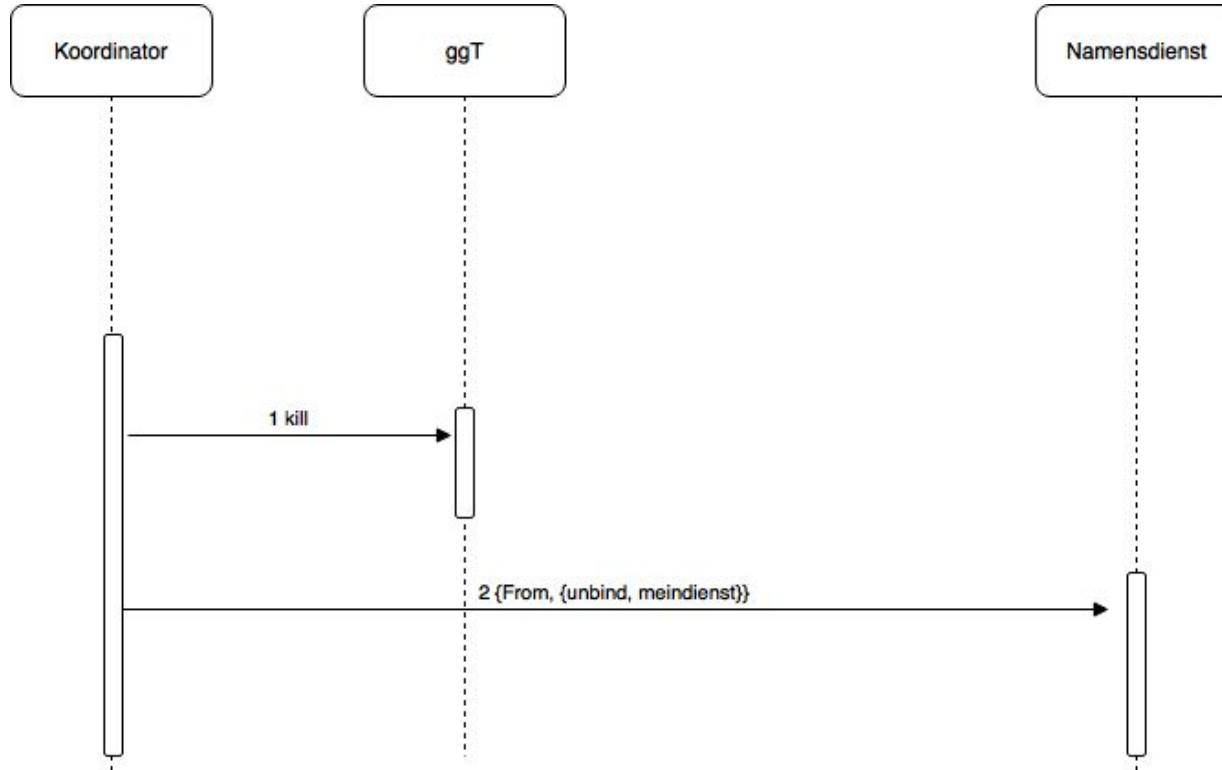 Koordinator
ggT
Namensdienst
1 kill
2 {From, {unbind, meindienst}}